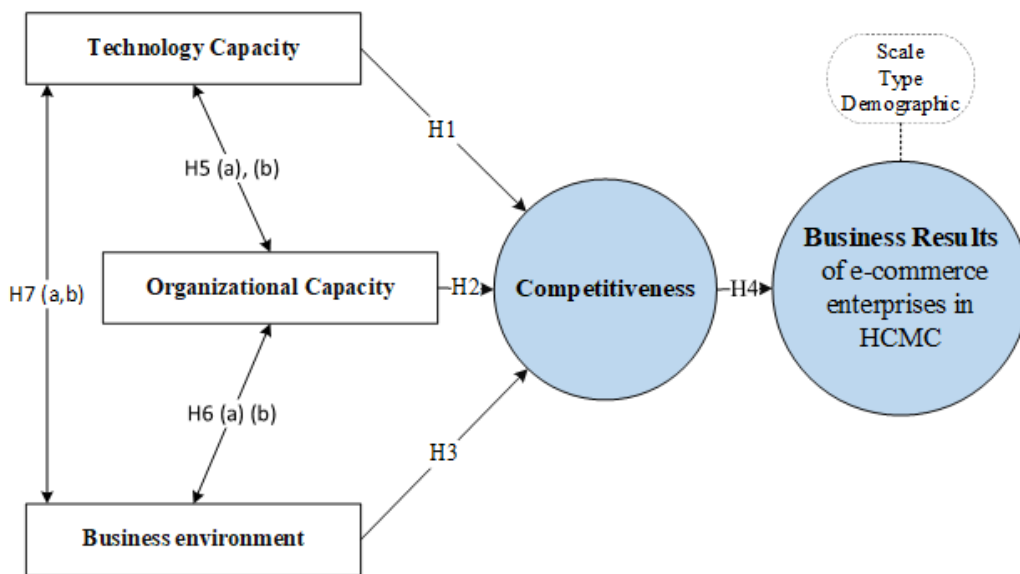 Technology Capacity
Scale
Type
Demographic
H1
H5 (a), (b)
Business Results
of e-commerce
enterprises in
HCMC
Organizational Capacity
H2
Competitiveness
H4
H7 (a,b)
H6 (a) (b)
H3
Business environment